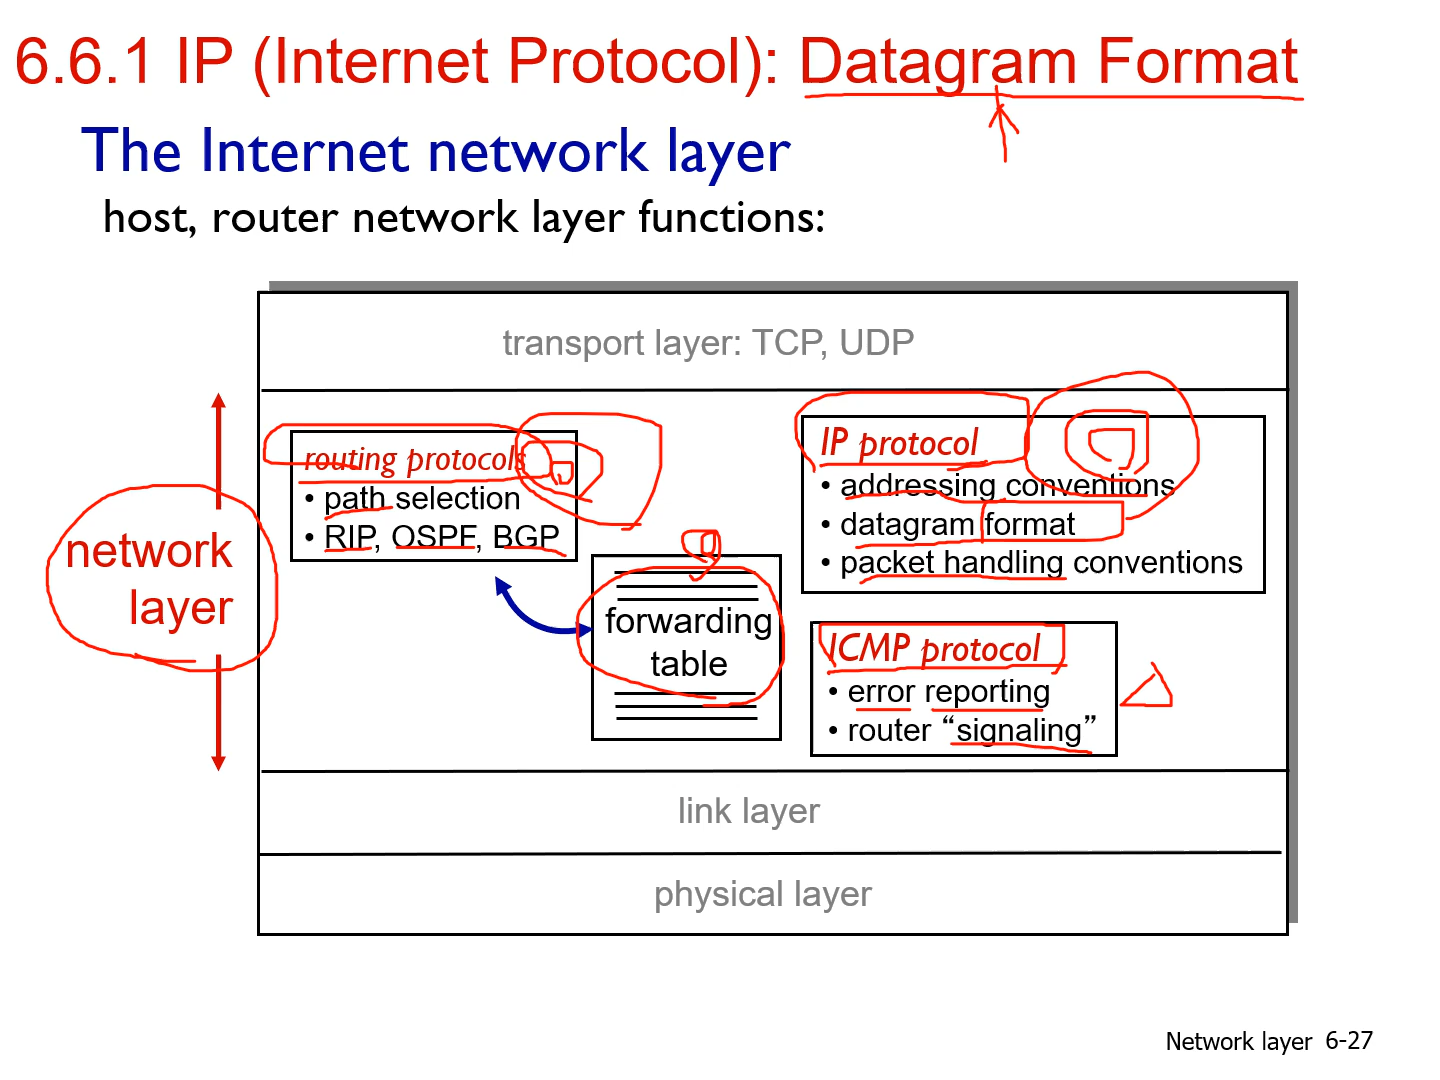 6.6.1 IP (Internet Protocol): Datagram Format
The Internet network layer
host, router network layer functions:
transport layer: TCP, UDP
network
layer
routing protocols
• path selection
• RIP, OSPF, BGP
forwarding
table
IP protocol
• addressing conventions
• datagram format
• packet handling conventions
ICMP protocol
• error reporting
• router “signaling”
link layer
physical layer
Network layer 6-27